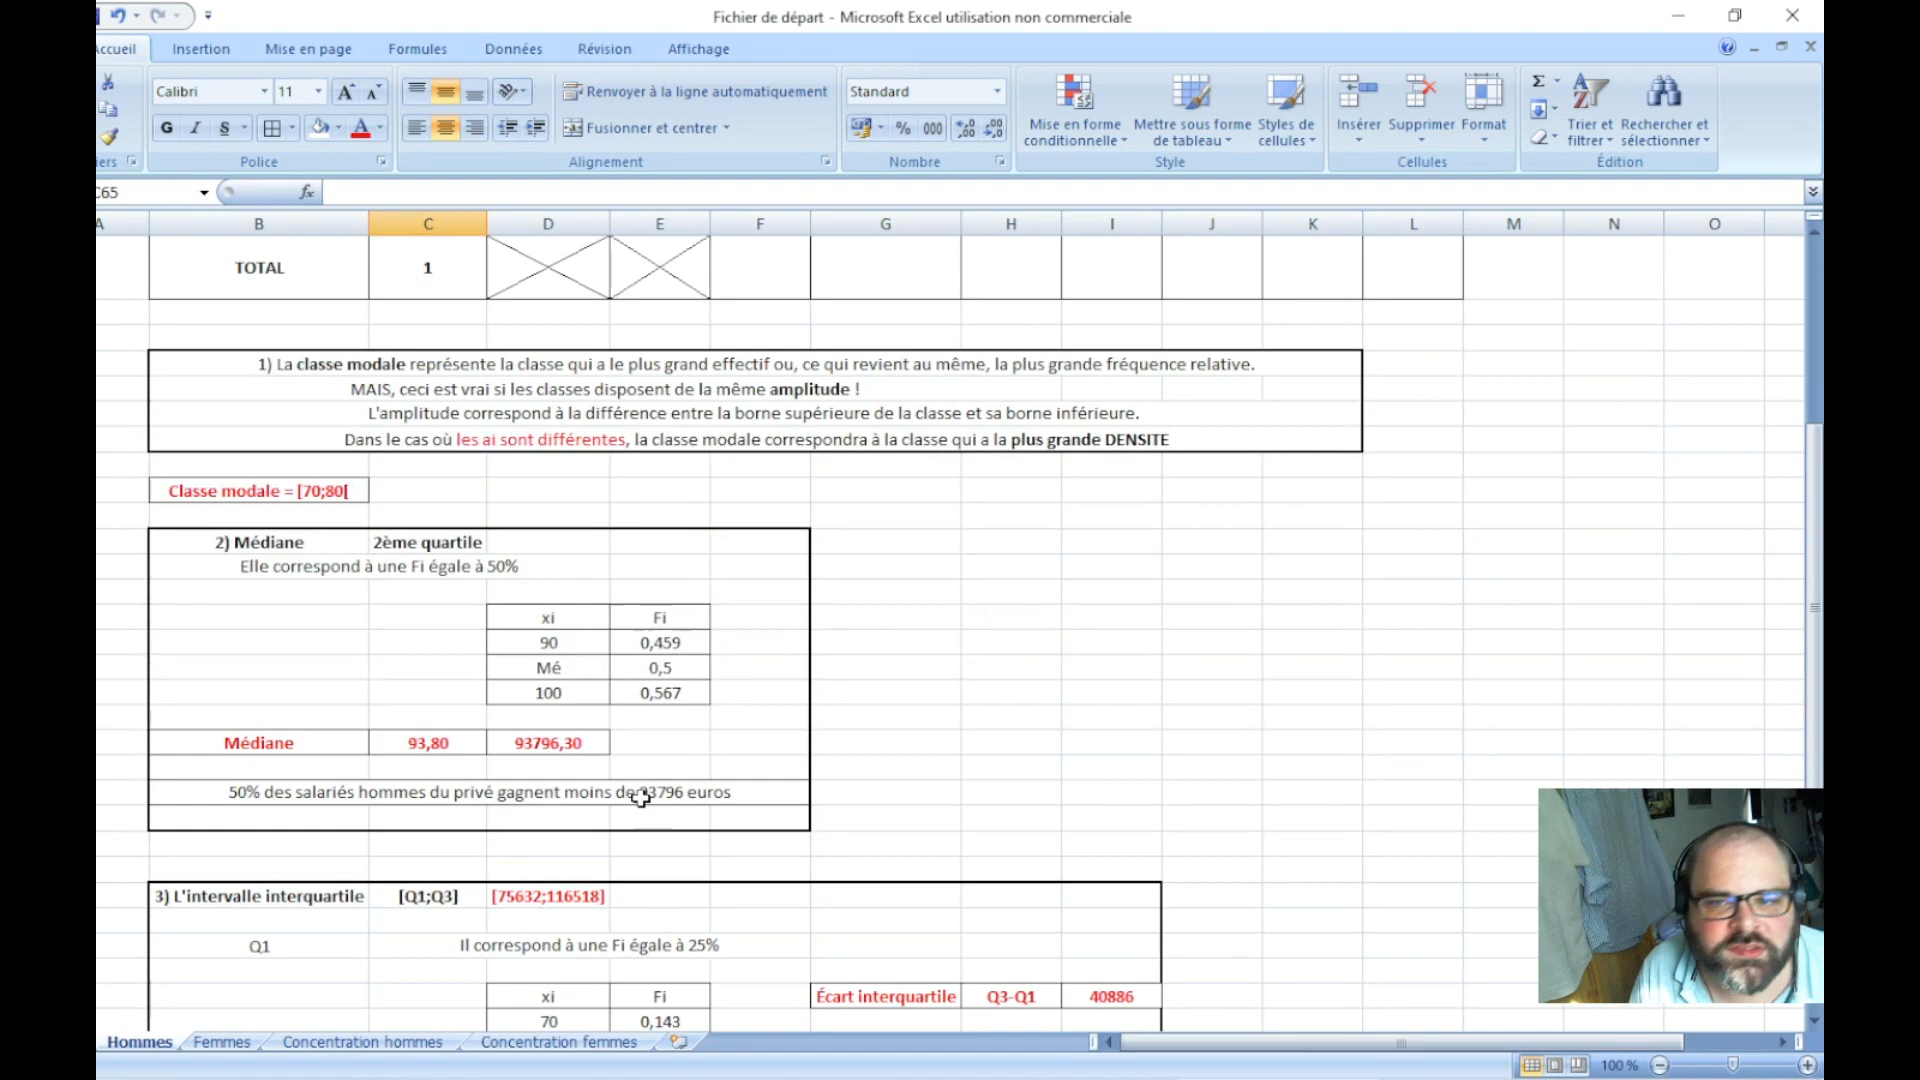 Fichier de départ - Microsoft Excel utilisation non commerciale
Accueil Insertion Mise en page Formules Données Révision Affichage
Calibri 11 Renvoyer à la ligne automatiquement Standard
G I S Fusionner et centrer % 000
Mise en forme conditionnelle Mettre sous forme de tableau Styles de cellules Insérer Supprimer Format Trier et filtrer Rechercher et sélectionner
Police Alignement Nombre Style Cellules Édition
C65 fx
A B C D E F G H I J K L M N O
TOTAL 1
1) La classe modale représente la classe qui a le plus grand effectif ou, ce qui revient au même, la plus grande fréquence relative.
MAIS, ceci est vrai si les classes disposent de la même amplitude !
L'amplitude correspond à la différence entre la borne supérieure de la classe et sa borne inférieure.
Dans le cas où les ai sont différentes, la classe modale correspondra à la classe qui a la plus grande DENSITE
Classe modale = [70;80[
2) Médiane 2ème quartile
Elle correspond à une Fi égale à 50%
xi Fi
90 0,459
Mé 0,5
100 0,567
Médiane 93,80 93796,30
50% des salariés hommes du privé gagnent moins de 93796 euros
3) L'intervalle interquartile [Q1;Q3] [75632;116518]
Q1 Il correspond à une Fi égale à 25%
xi Fi Écart interquartile Q3-Q1 40886
70 0,143
Hommes Femmes Concentration hommes Concentration femmes
100 %